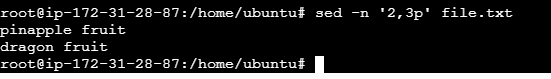 root@ip-172-31-28-87:/home/ubuntu# sed -n '2,3p' file.txt
pinapple fruit
dragon fruit
root@ip-172-31-28-87:/home/ubuntu#